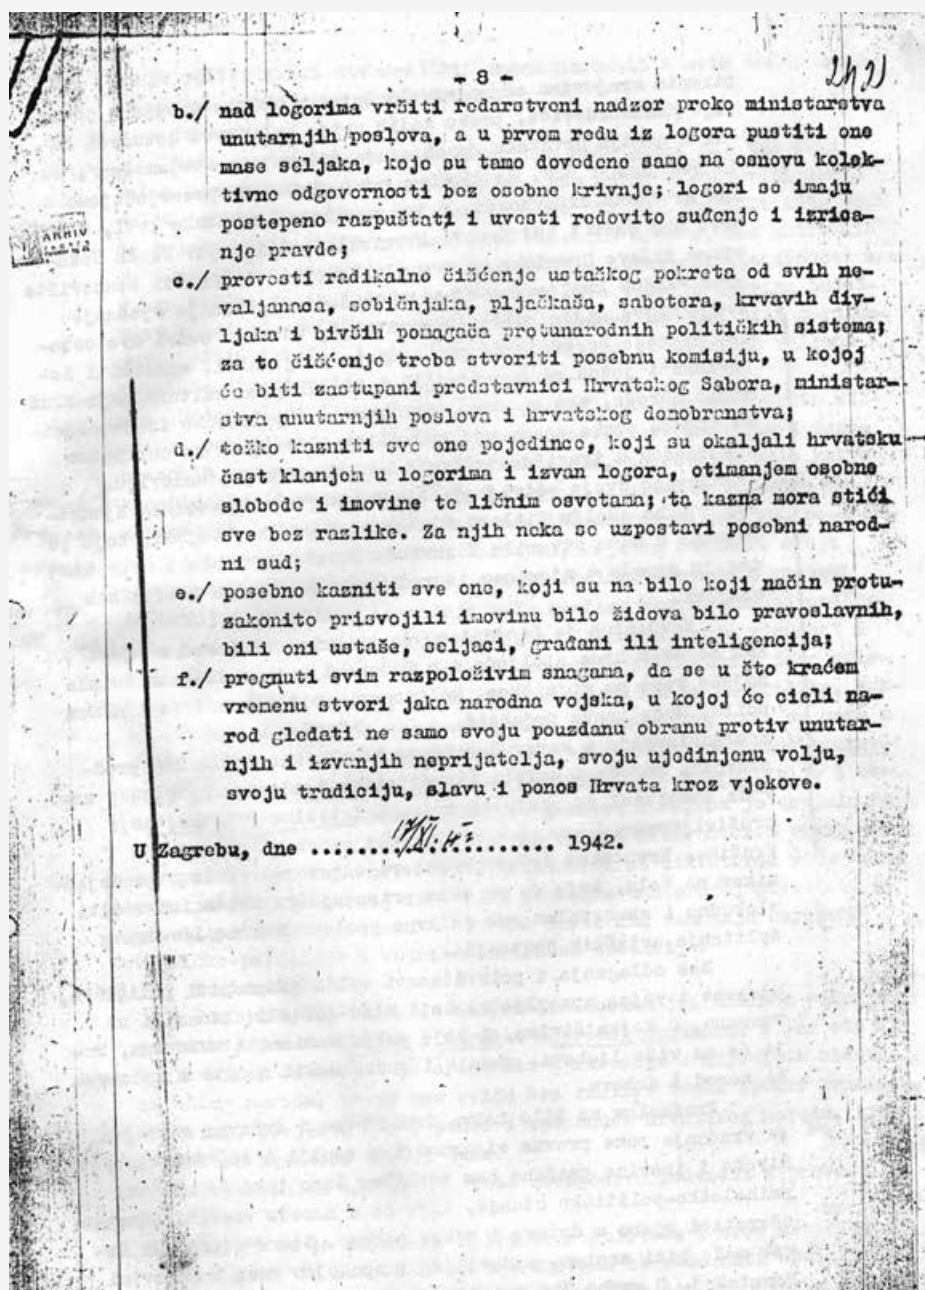 - 8 -
b./ nad logorima vršiti redarstveni nadzor preko ministarstva
unutarnjih poslova, a u prvom redu iz logora pustiti one
mase seljaka, koje su tamo dovedene samo na osnovu kolek-
tivne odgovornosti bez osobne krivnje; logori se imaju
postepeno razpuštati i uvesti redovito suđenje i izrica-
nje pravde;
ARHIV
c./ provesti radikalno čišćenje ustaškog pokreta od svih ne-
valjanaca, sebičnjaka, pljačkaša, sabotera, krvavih div-
ljaka i bivših pomagača protunarodnih političkih sistema;
za to čišćenje treba stvoriti posebnu komisiju, u kojoj
će biti zastupani predstavnici Hrvatskog Sabora, ministar-
stva unutarnjih poslova i hrvatskog domobranstva;
d./ teško kazniti sve one pojedince, koji su okaljali hrvatsku
čast klanjem u logorima i izvan logora, otimanjem osobne
slobode i imovine te ličnim osvetama; ta kazna mora stići
sve bez razlike. Za njih neka se uzpostavi posebni narod-
ni sud;
e./ posebno kazniti sve one, koji su na bilo koji način protu-
zakonito prisvojili imovinu bilo židova bilo pravoslavnih,
bili oni ustaše, seljaci, građani ili inteligencija;
f./ pregnuti svim razpoloživim snagama, da se u što kraćem
vremenu stvori jaka narodna vojska, u kojoj će cieli na-
rod gledati ne samo svoju pouzdanu obranu protiv unutar-
njih i izvanjih neprijatelja, svoju ujedinjenu volju,
svoju tradiciju, slavu i ponos Hrvata kroz vjekove.
U Zagrebu, dne ................ 1942.